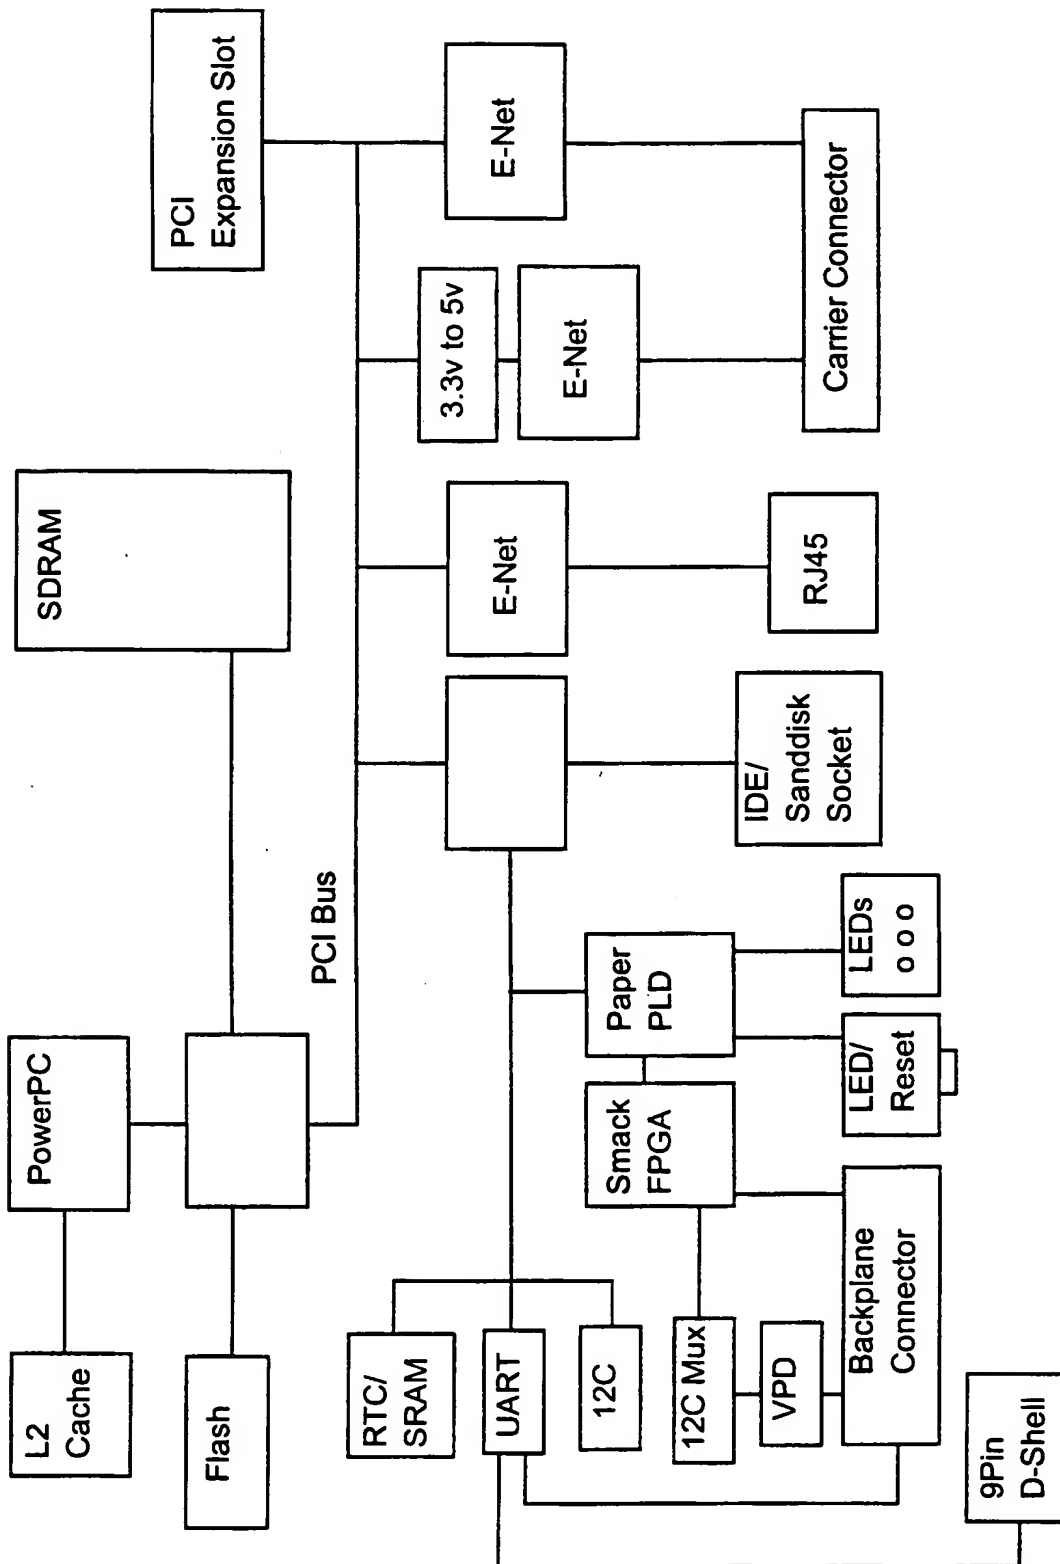 L2
Cache
PowerPC
SDRAM
PCI
Expansion Slot
Flash
PCI Bus
RTC/
SRAM
UART
12C
12C Mux
VPD
Smack
FPGA
Paper
PLD
E-Net
3.3v to 5v
E-Net
E-Net
Backplane
Connector
LED/
Reset
LEDs
o o o
IDE/
Sanddisk
Socket
RJ45
Carrier Connector
9Pin
D-Shell